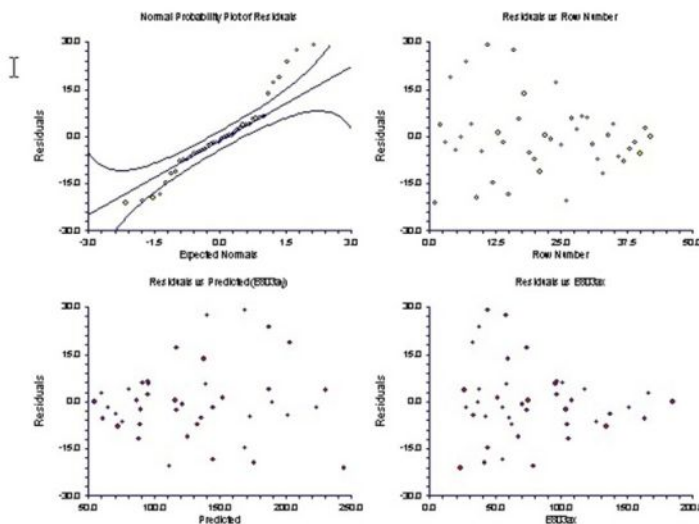 Normal Probability Plot of Residuals
Residuals
30.0
15.0
0.0
-15.0
-30.0
-3.0 -1.5 0.0 1.5 3.0
Expected Normals
Residuals vs Row Number
Residuals
30.0
15.0
0.0
-15.0
-30.0
0.0 12.5 25.0 37.5 50.0
Row Number
Residuals vs Predicted
Residuals
30.0
15.0
0.0
-15.0
-30.0
50.0 100.0 150.0 200.0 250.0
Predicted
Residuals vs
Residuals
30.0
15.0
0.0
-15.0
-30.0
0.0 50.0 100.0 150.0 200.0